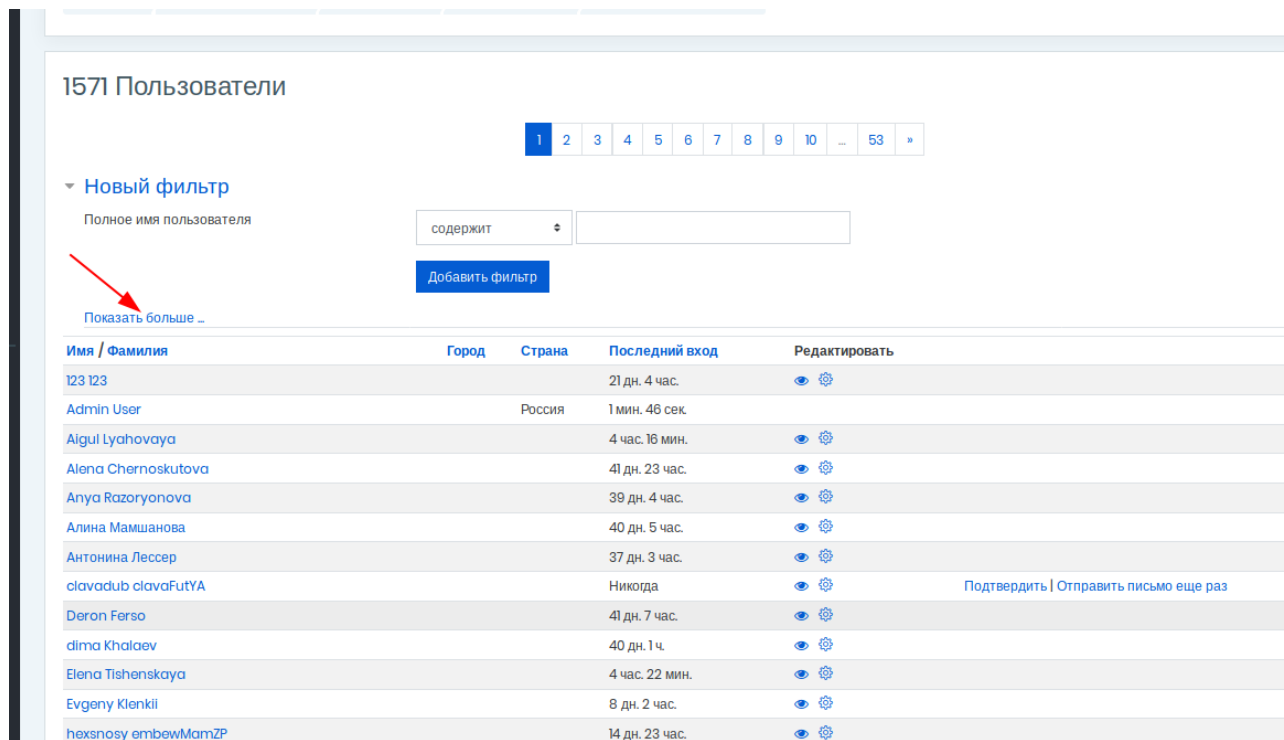 1571 Пользователи
1 2 3 4 5 6 7 8 9 10 ... 53 »
Новый фильтр
Полное имя пользователя содержит
Добавить фильтр
Показать больше ...
Имя / Фамилия Город Страна Последний вход Редактировать
123 123 21 дн. 4 час.
Admin User Россия 1 мин. 46 сек.
Aigul Lyahovaya 4 час. 16 мин.
Alena Chernoskutova 41 дн. 23 час.
Anya Razoryonova 39 дн. 4 час.
Алина Мамшанова 40 дн. 5 час.
Антонина Лессер 37 дн. 3 час.
clavadub clavaFutYA Никогда Подтвердить | Отправить письмо еще раз
Deron Ferso 41 дн. 7 час.
dima Khalaev 40 дн. 1 ч.
Elena Tishenskaya 4 час. 22 мин.
Evgeny Klenkii 8 дн. 2 час.
hexsnosy embewMamZP 14 дн. 23 час.